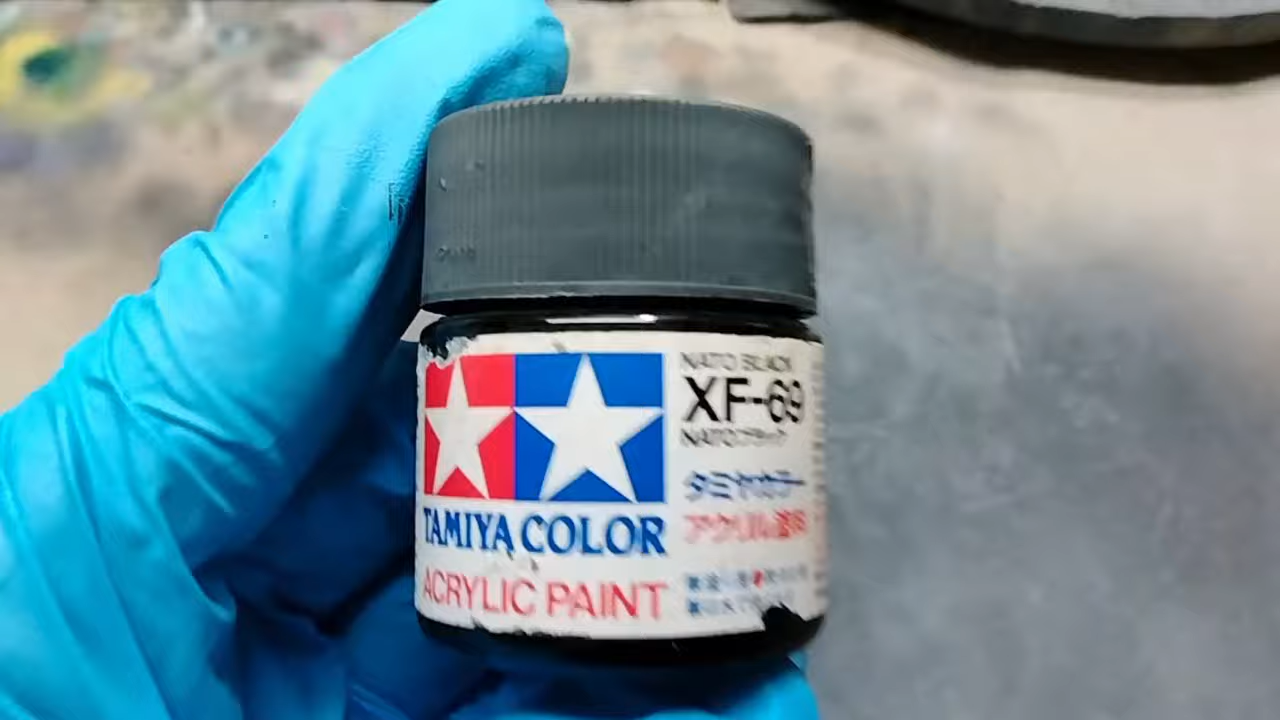 NATO BLACK
XF-69
NATOブラック
タミヤカラー
アクリル塗料
TAMIYA COLOR
ACRYLIC PAINT